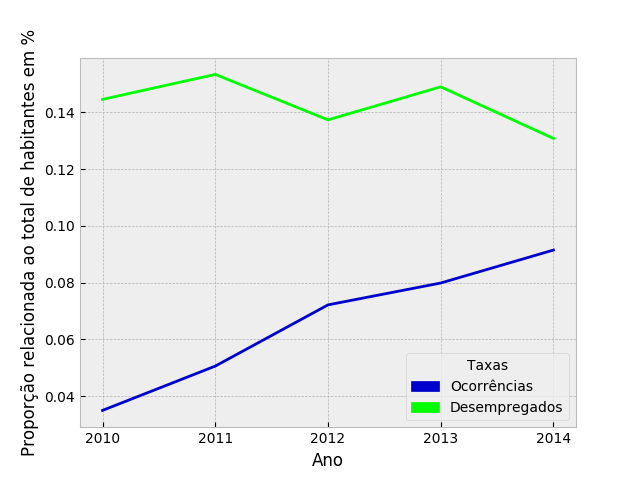 Proporção relacionada ao total de habitantes em %
0.14
0.12
0.10
0.08
0.06
0.04
Taxas
Ocorrências
Desempregados
2010 2011 2012 2013 2014
Ano